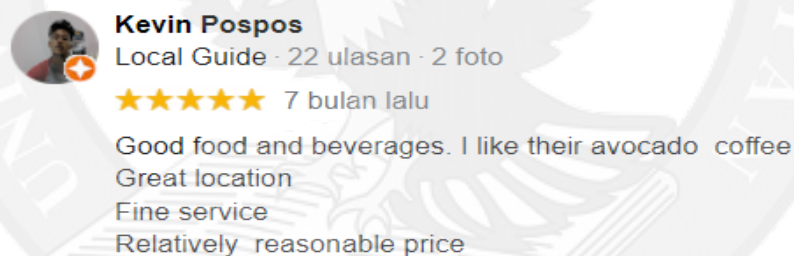 Kevin Pospos
Local Guide · 22 ulasan · 2 foto
7 bulan lalu
Good food and beverages. I like their avocado coffee
Great location
Fine service
Relatively reasonable price